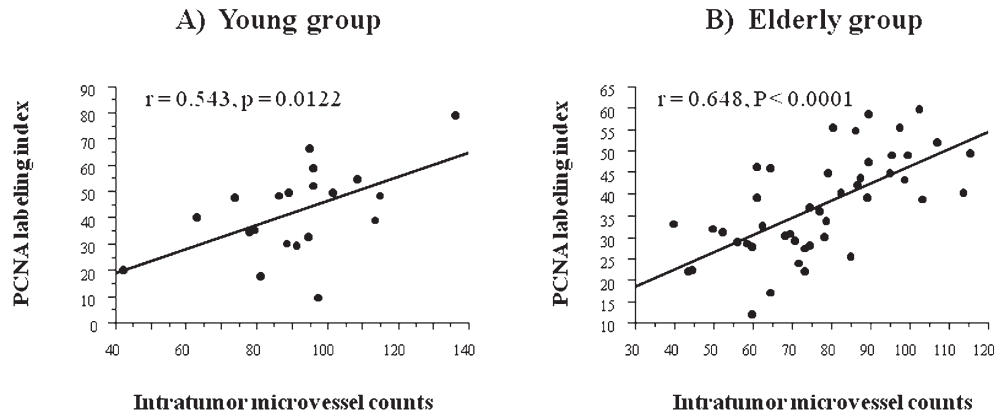 A) Young group
B) Elderly group
PCNA labeling index
90
80
70
60
50
40
30
20
10
0
r = 0.543, p = 0.0122
40 60 80 100 120 140
Intratumor microvessel counts
PCNA labeling index
65
60
55
50
45
40
35
30
25
20
15
10
r = 0.648, P < 0.0001
30 40 50 60 70 80 90 100 110 120
Intratumor microvessel counts